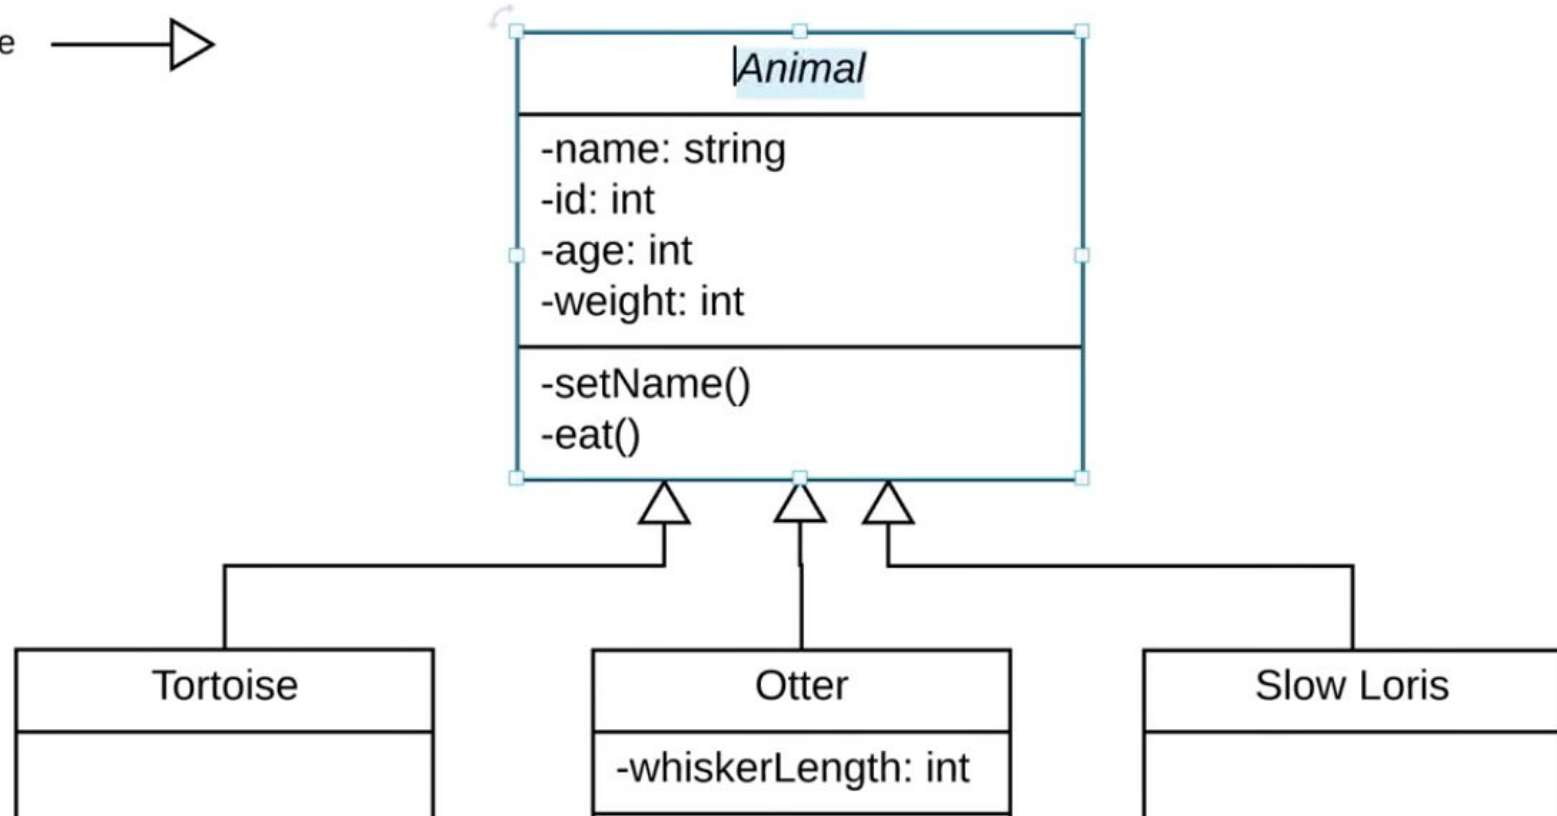 e
Animal
-name: string
-id: int
-age: int
-weight: int
-setName()
-eat()
Tortoise
Otter
Slow Loris
-whiskerLength: int